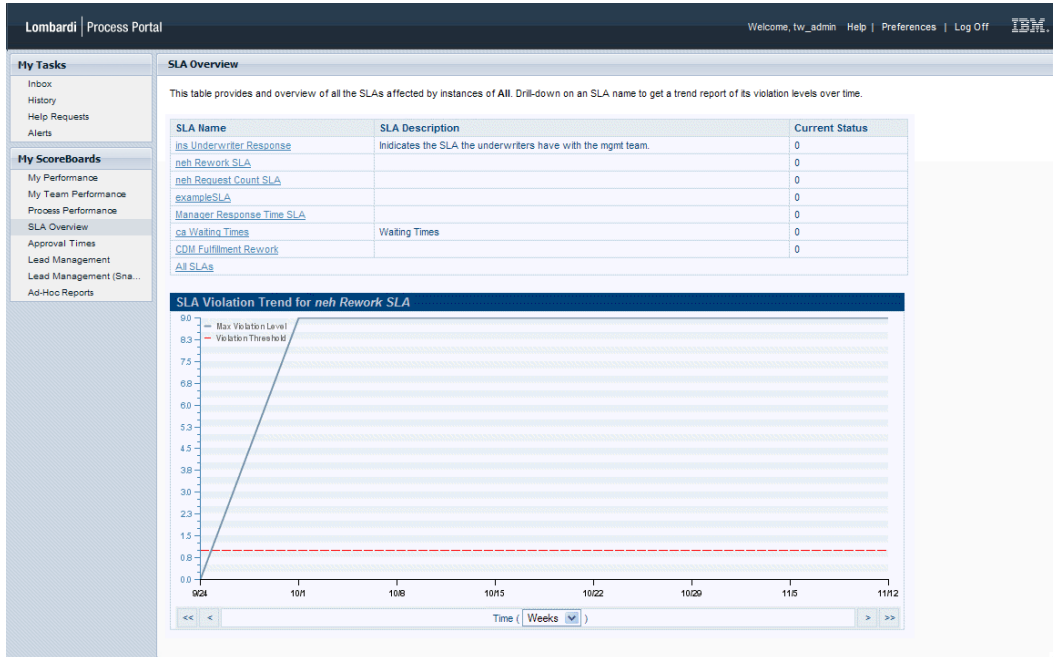 Lombardi | Process Portal
Welcome, tw_admin Help | Preferences | Log Off
IBM.
My Tasks
Inbox
History
Help Requests
Alerts
My ScoreBoards
My Performance
My Team Performance
Process Performance
SLA Overview
Approval Times
Lead Management
Lead Management (Sna...
Ad-Hoc Reports
SLA Overview
This table provides and overview of all the SLAs affected by instances of All. Drill-down on an SLA name to get a trend report of its violation levels over time.
SLA Name SLA Description Current Status
ins Underwriter Response Inidicates the SLA the underwriters have with the mgmt team. 0
neh Rework SLA 0
neh Request Count SLA 0
exampleSLA 0
Manager Response Time SLA 0
ca Waiting Times Waiting Times 0
CDM Fulfillment Rework 0
All SLAs
SLA Violation Trend for neh Rework SLA
Max Violation Level
Violation Threshold
9.0
8.3
7.5
6.8
6.0
5.3
4.5
3.8
3.0
2.3
1.5
0.8
0.0
9/24 10/1 10/8 10/15 10/22 10/29 11/5 11/12
<< < Time ( Weeks ) > >>